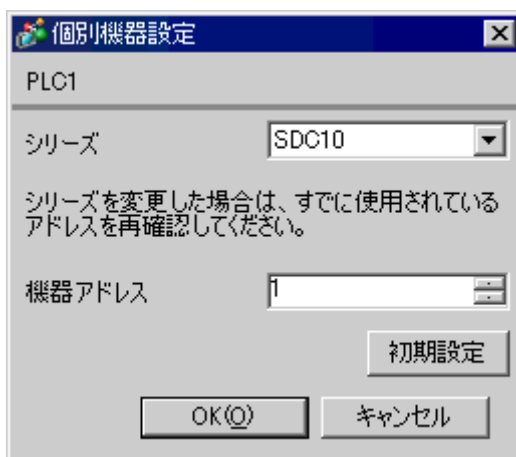 個別機器設定
PLC1
シリーズ
SDC10
シリーズを変更した場合は、すでに使用されている
アドレスを再確認してください。
機器アドレス
1
初期設定
OK(O)
キャンセル